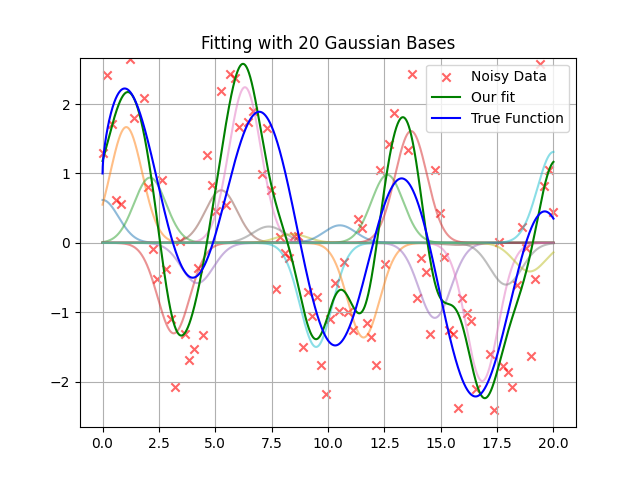 Fitting with 20 Gaussian Bases
Noisy Data
Our fit
True Function
2
1
0
−1
−2
0.0 2.5 5.0 7.5 10.0 12.5 15.0 17.5 20.0